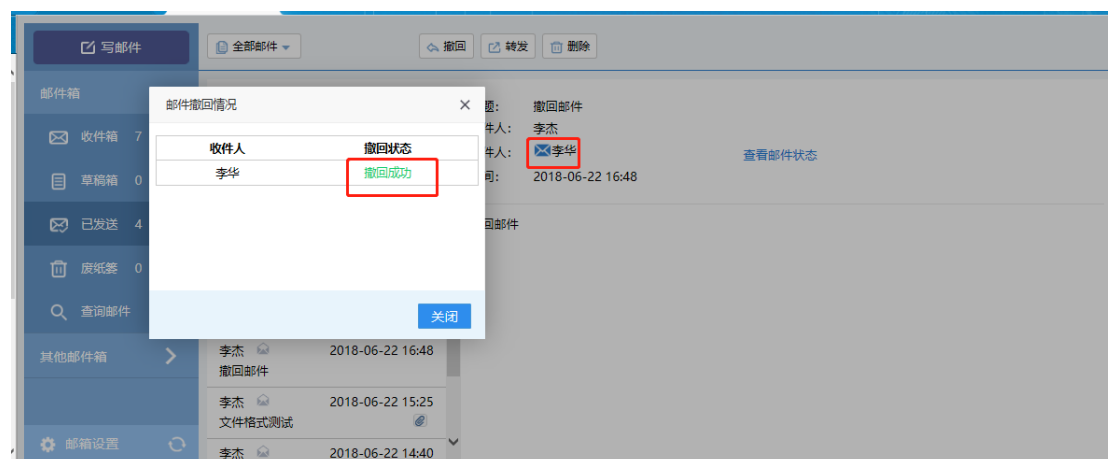 写邮件
全部邮件
撤回
转发
删除
邮件箱
收件箱 7
草稿箱 0
已发送 4
废纸篓 0
查询邮件
其他邮件箱
邮箱设置
邮件撤回情况
收件人 撤回状态
李华 撤回成功
关闭
题: 撤回邮件
件人: 李杰
件人: 李华
查看邮件状态
间: 2018-06-22 16:48
回邮件
李杰 2018-06-22 16:48
撤回邮件
李杰 2018-06-22 15:25
文件格式测试
李杰 2018-06-22 14:40